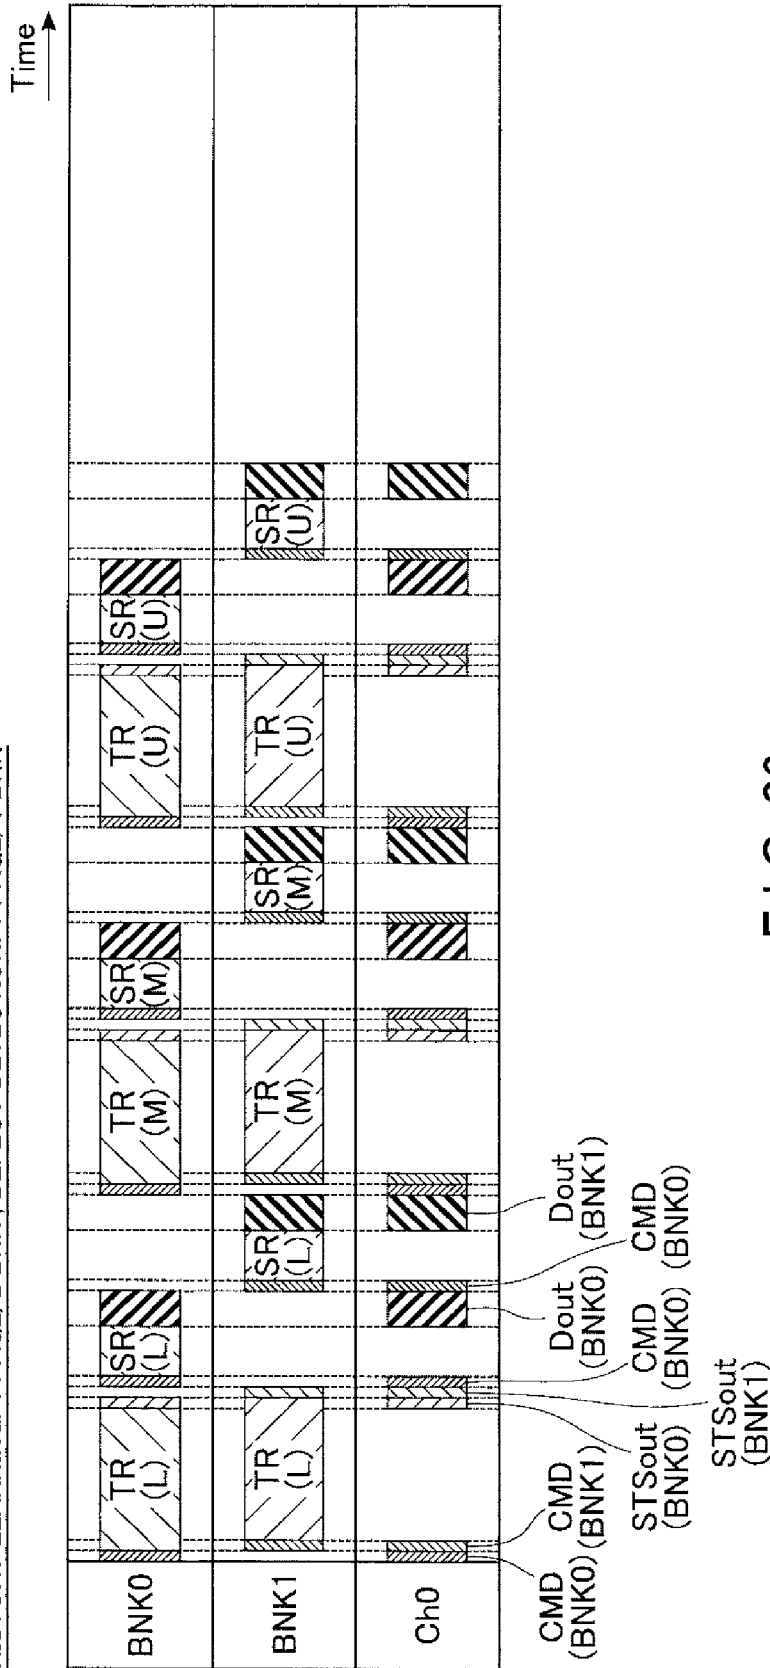 Time
BNK0
TR
(L)
SR
(L)
TR
(M)
SR
(M)
TR
(U)
SR
(U)
BNK1
TR
(L)
SR
(L)
TR
(M)
SR
(M)
TR
(U)
SR
(U)
Ch0
CMD
(BNK0)
CMD
(BNK1)
STSout
(BNK0)
STSout
(BNK1)
CMD
(BNK0)
Dout
(BNK0)
CMD
(BNK0)
Dout
(BNK1)